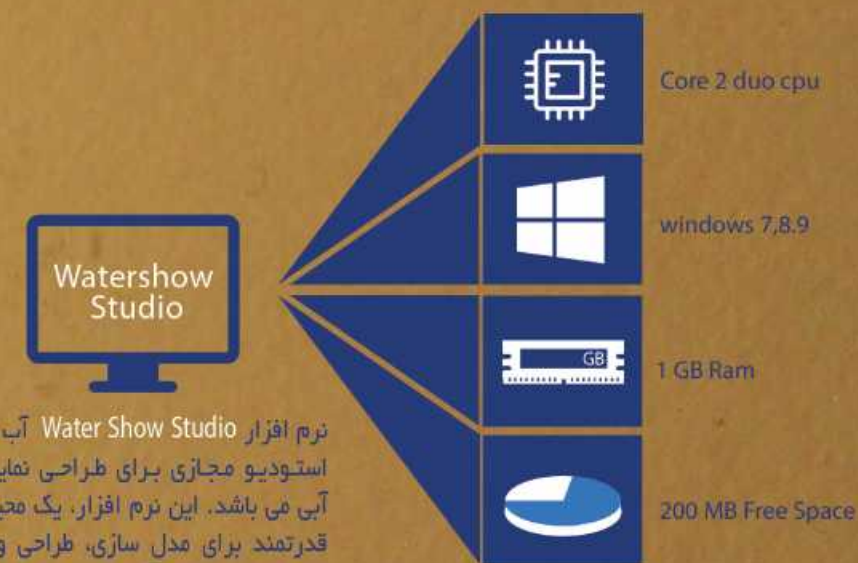 Core 2 duo cpu
windows 7,8.9
Watershow
Studio
GB
1 GB Ram
نرم افزار Water Show Studio آب
استودیو مجازی برای طراحی
آبی می باشد. این نرم افزار، یک
قدرتمند برای مدل سازی، طراحی و
200 MB Free Space